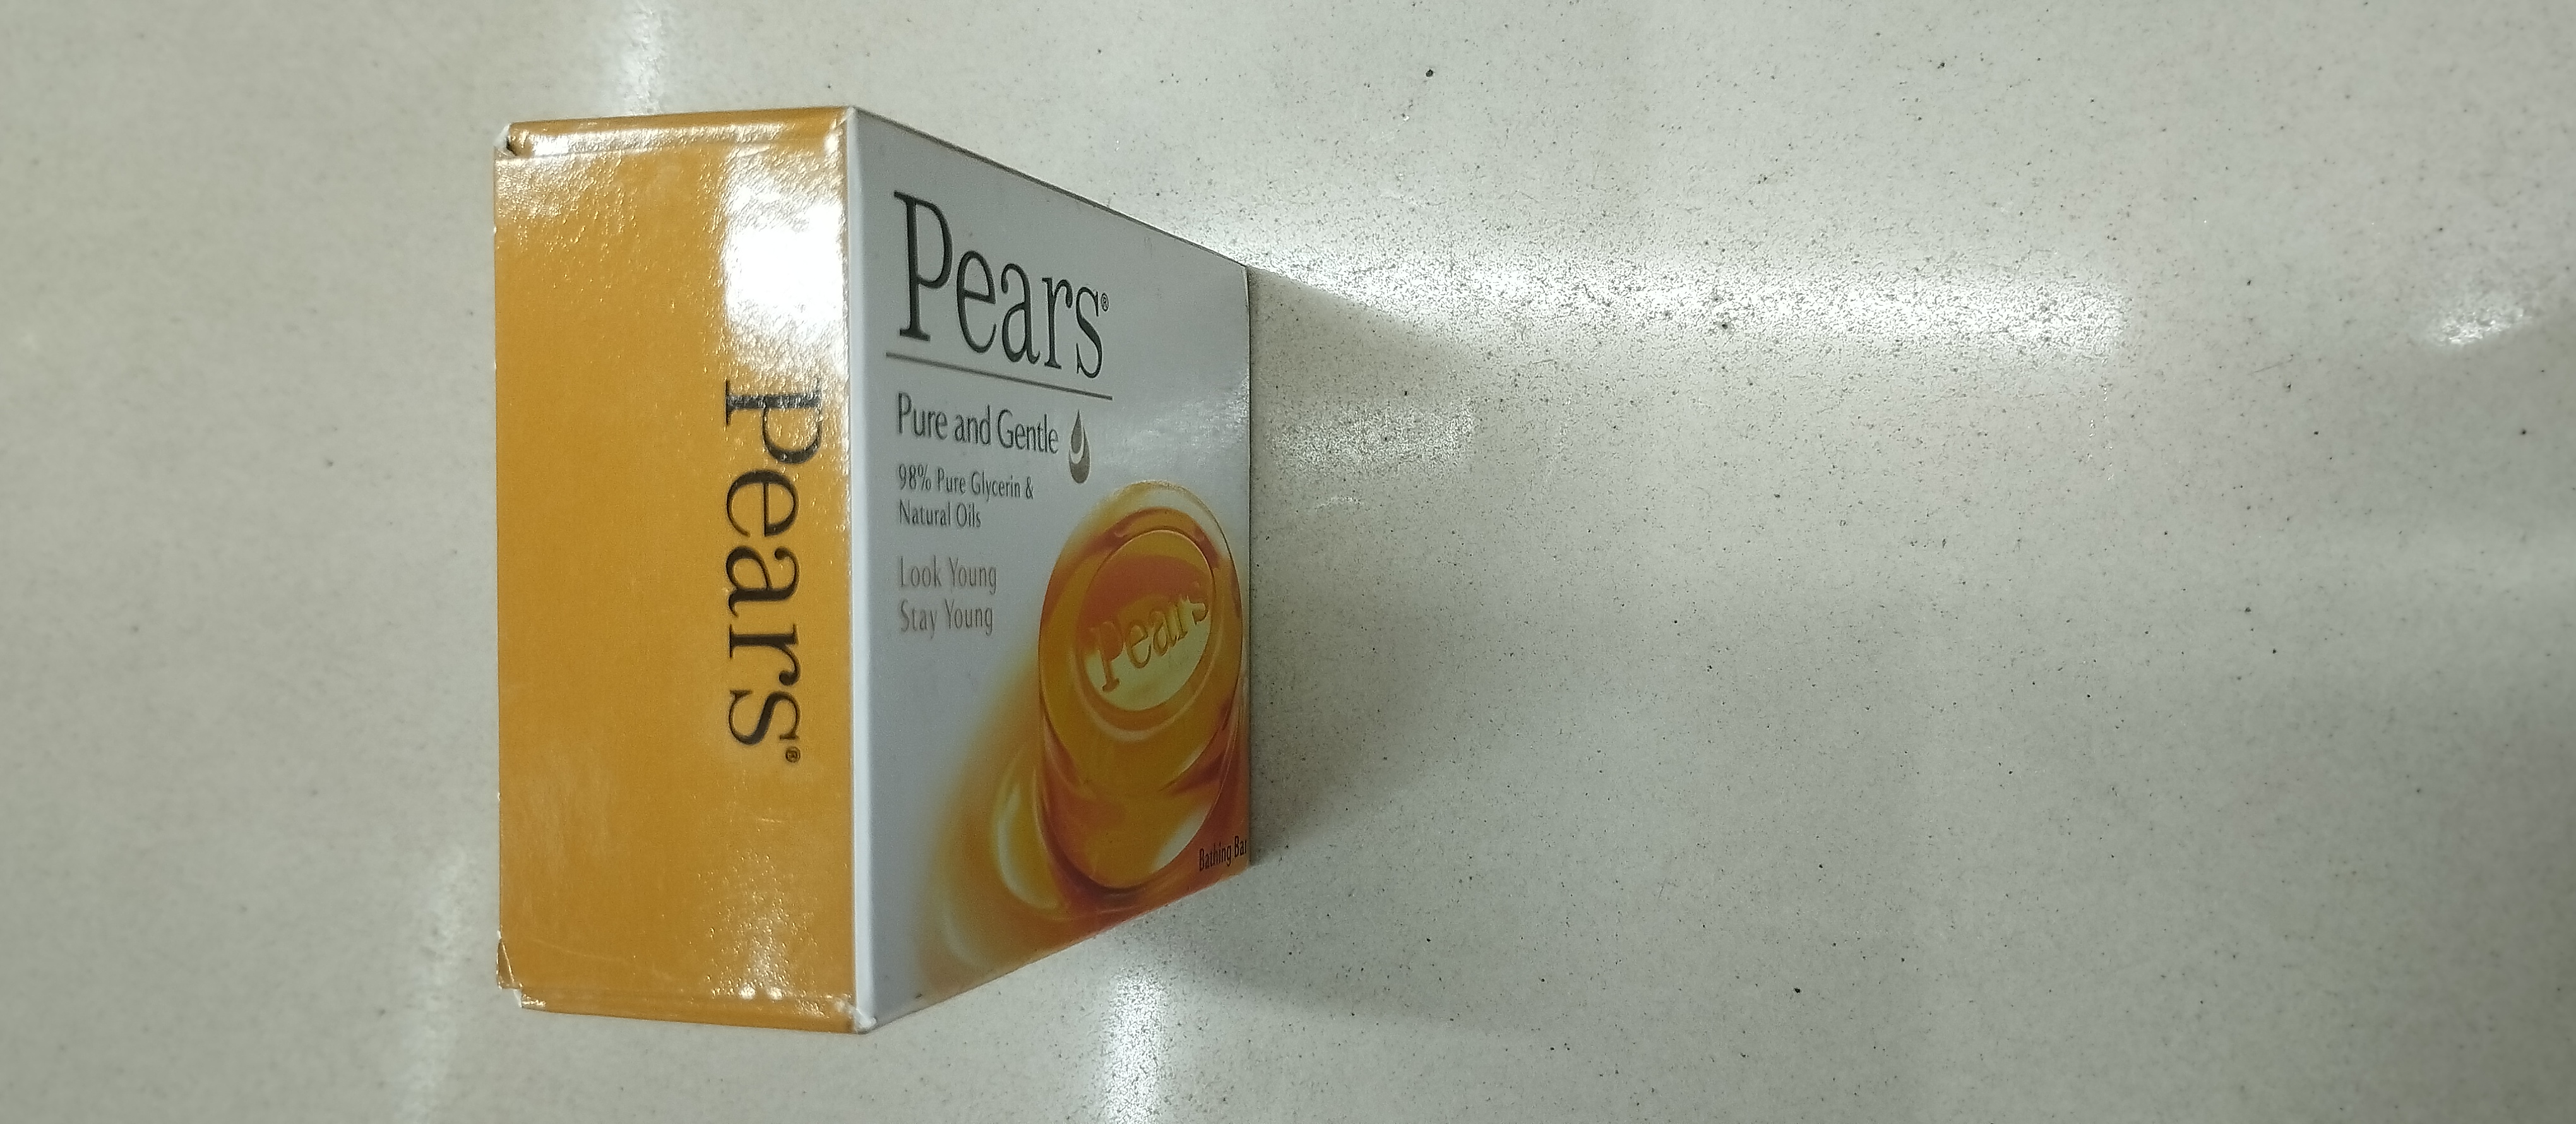 Pears®
Pears®
Pure and Gentle
98% Pure Glycerin &
Natural Oils
Look Young
Stay Young
Pears
Bathing Bar